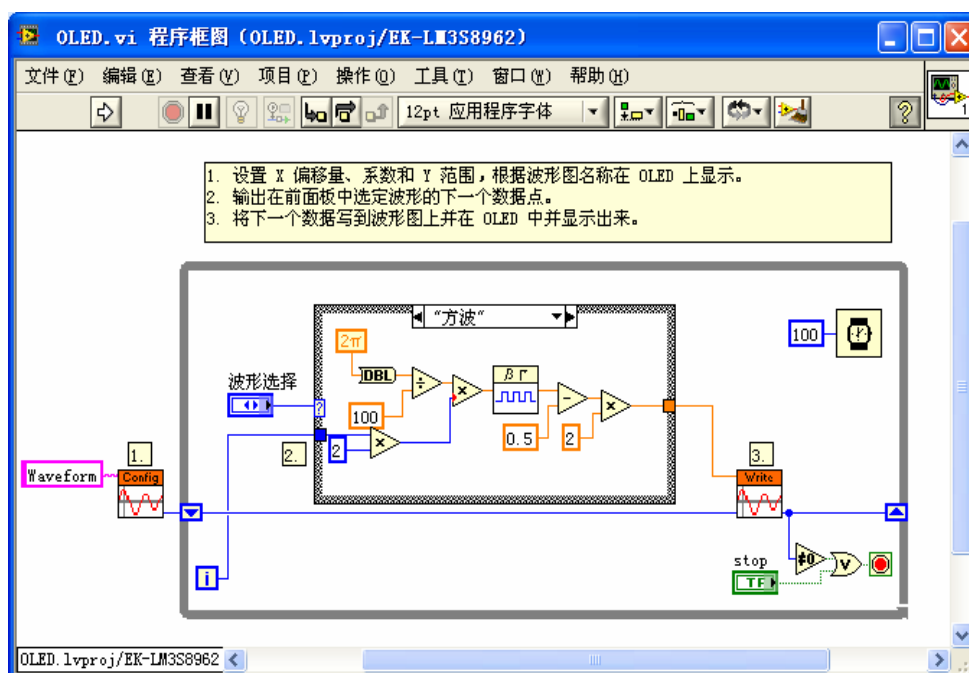 OLED.vi 程序框图 (OLED.lvproj/EK-LM3S8962)
文件(F) 编辑(E) 查看(V) 项目(P) 操作(O) 工具(T) 窗口(W) 帮助(H)
12pt 应用程序字体
1. 设置 X 偏移量、系数和 Y 范围,根据波形图名称在 OLED 上显示。
2. 输出在前面板中选定波形的下一个数据点。
3. 将下一个数据写到波形图上并在 OLED 中并显示出来。
"方波"
2π
DBL
÷
x
100
波形选择
?
100
2
x
0.5
-
2
x
1.
2.
3.
Waveform
Config
Write
i
stop
TF
≠0
V
OLED.lvproj/EK-LM3S8962